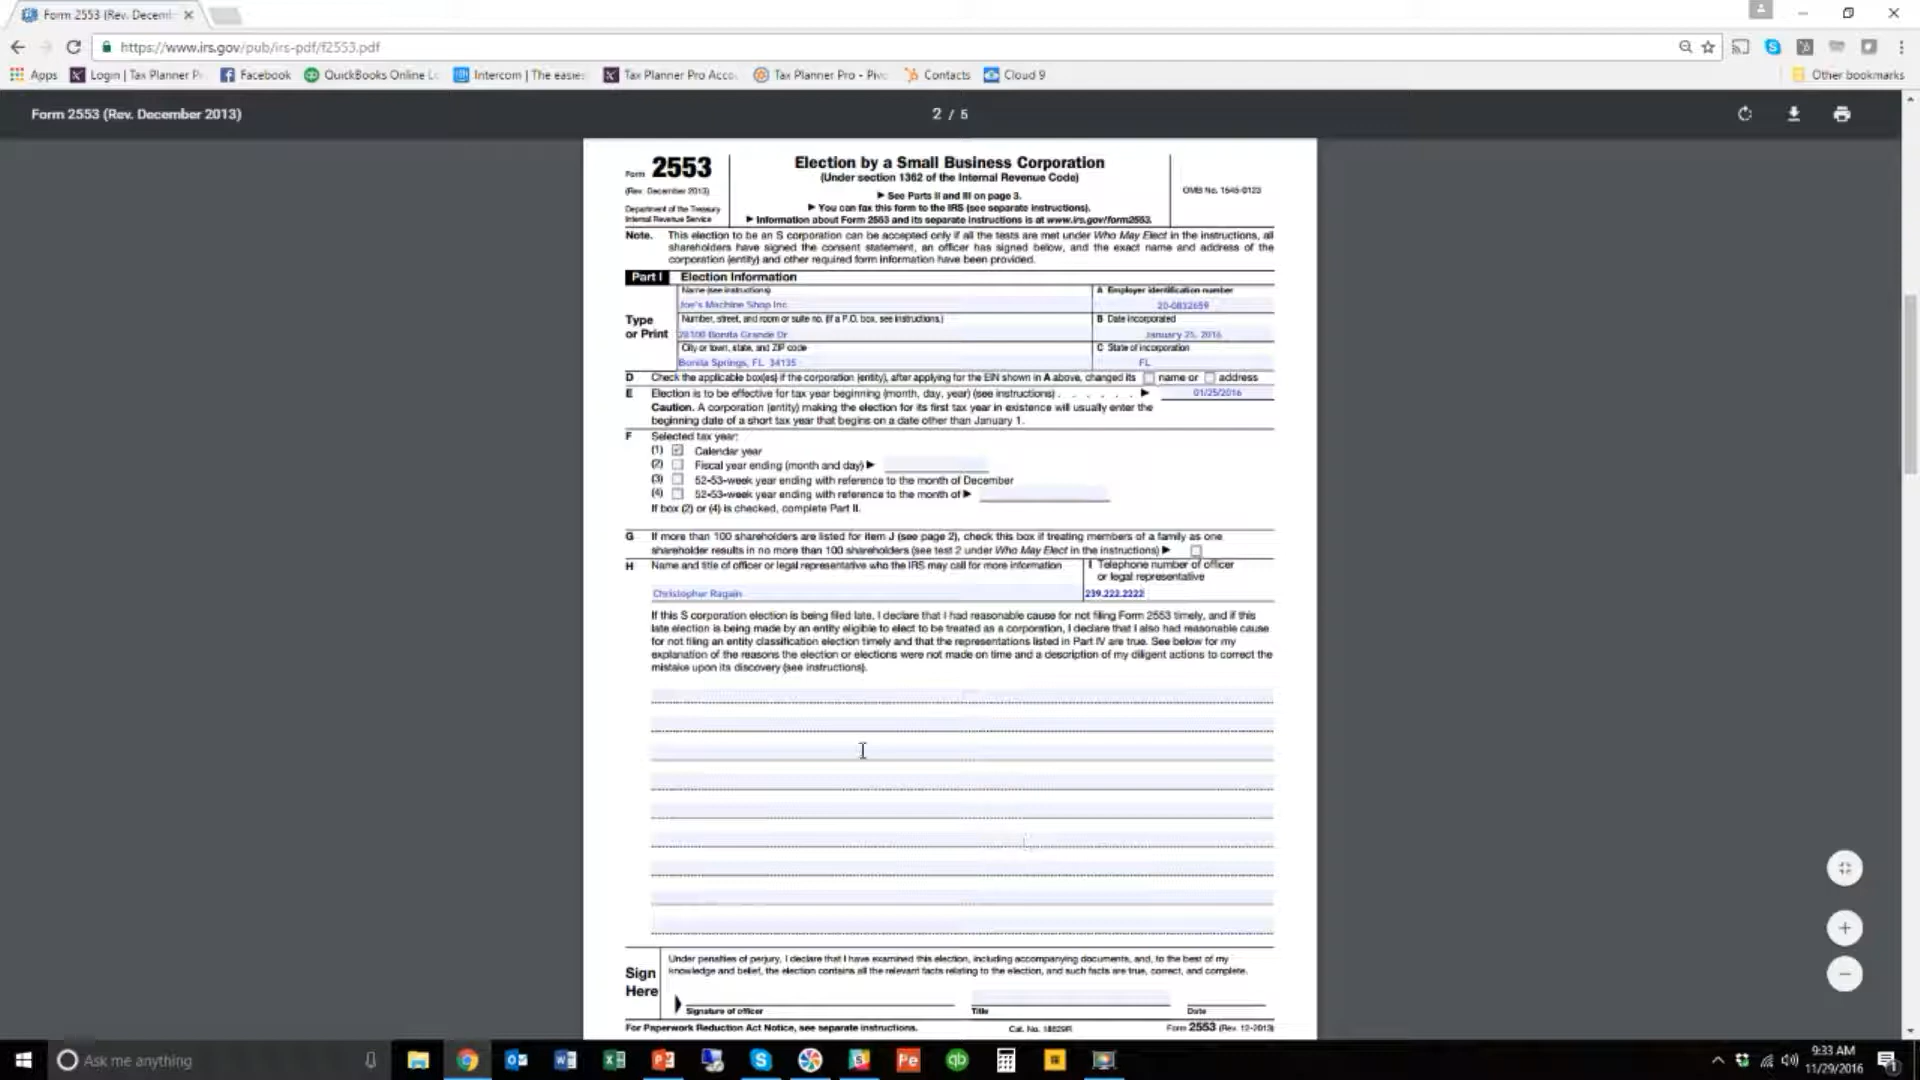 Form 2553 (Rev. Decemb
https://www.irs.gov/pub/irs-pdf/f2553.pdf
Apps Login | Tax Planner P Facebook QuickBooks Online Lo Intercom | The easie Tax Planner Pro Acco Tax Planner Pro - Piv Contacts Cloud 9 Other bookmarks
Form 2553 (Rev. December 2013) 2 / 5
Form 2553
(Rev. December 2013)
Department of the Treasury
Internal Revenue Service
Election by a Small Business Corporation
(Under section 1362 of the Internal Revenue Code)
▶ See Parts II and III on page 3.
▶ You can fax this form to the IRS (see separate instructions).
▶ Information about Form 2553 and its separate instructions is at www.irs.gov/form2553.
OMB No. 1545-0123
Note. This election to be an S corporation can be accepted only if all the tests are met under Who May Elect in the instructions, all
shareholders have signed the consent statement, an officer has signed below, and the exact name and address of the
corporation (entity) and other required form information have been provided.
Part I Election Information
Type
or Print
Name (see instructions)
Joe's Machine Shop Inc.
A Employer identification number
20-0832659
Number, street, and room or suite no. (if a P.O. box, see instructions.)
28100 Bonita Grande Dr
B Date incorporated
January 25, 2016
City or town, state, and ZIP code
Bonita Springs, FL 34135
C State of incorporation
FL
D Check the applicable box(es) if the corporation (entity), after applying for the EIN shown in A above, changed its name or address
E Election is to be effective for tax year beginning (month, day, year) (see instructions) . . . . . . ▶ 01/25/2016
Caution. A corporation (entity) making the election for its first tax year in existence will usually enter the
beginning date of a short tax year that begins on a date other than January 1.
F Selected tax year:
(1) Calendar year
(2) Fiscal year ending (month and day) ▶
(3) 52-53-week year ending with reference to the month of December
(4) 52-53-week year ending with reference to the month of ▶
If box (2) or (4) is checked, complete Part II.
G If more than 100 shareholders are listed for item J (see page 2), check this box if treating members of a family as one
shareholder results in no more than 100 shareholders (see test 2 under Who May Elect in the instructions) ▶
H Name and title of officer or legal representative who the IRS may call for more information
Christopher Ragain
I Telephone number of officer
or legal representative
239.222.2222
If this S corporation election is being filed late, I declare that I had reasonable cause for not filing Form 2553 timely, and if this
late election is being made by an entity eligible to elect to be treated as a corporation, I declare that I also had reasonable cause
for not filing an entity classification election timely and that the representations listed in Part IV are true. See below for my
explanation of the reasons the election or elections were not made on time and a description of my diligent actions to correct the
mistake upon its discovery (see instructions).
Sign
Here
Under penalties of perjury, I declare that I have examined this election, including accompanying documents, and, to the best of my
knowledge and belief, the election contains all the relevant facts relating to the election, and such facts are true, correct, and complete.
Signature of officer Title Date
For Paperwork Reduction Act Notice, see separate instructions. Cat. No. 18629R Form 2553 (Rev. 12-2013)
Ask me anything
9:33 AM
11/29/2016